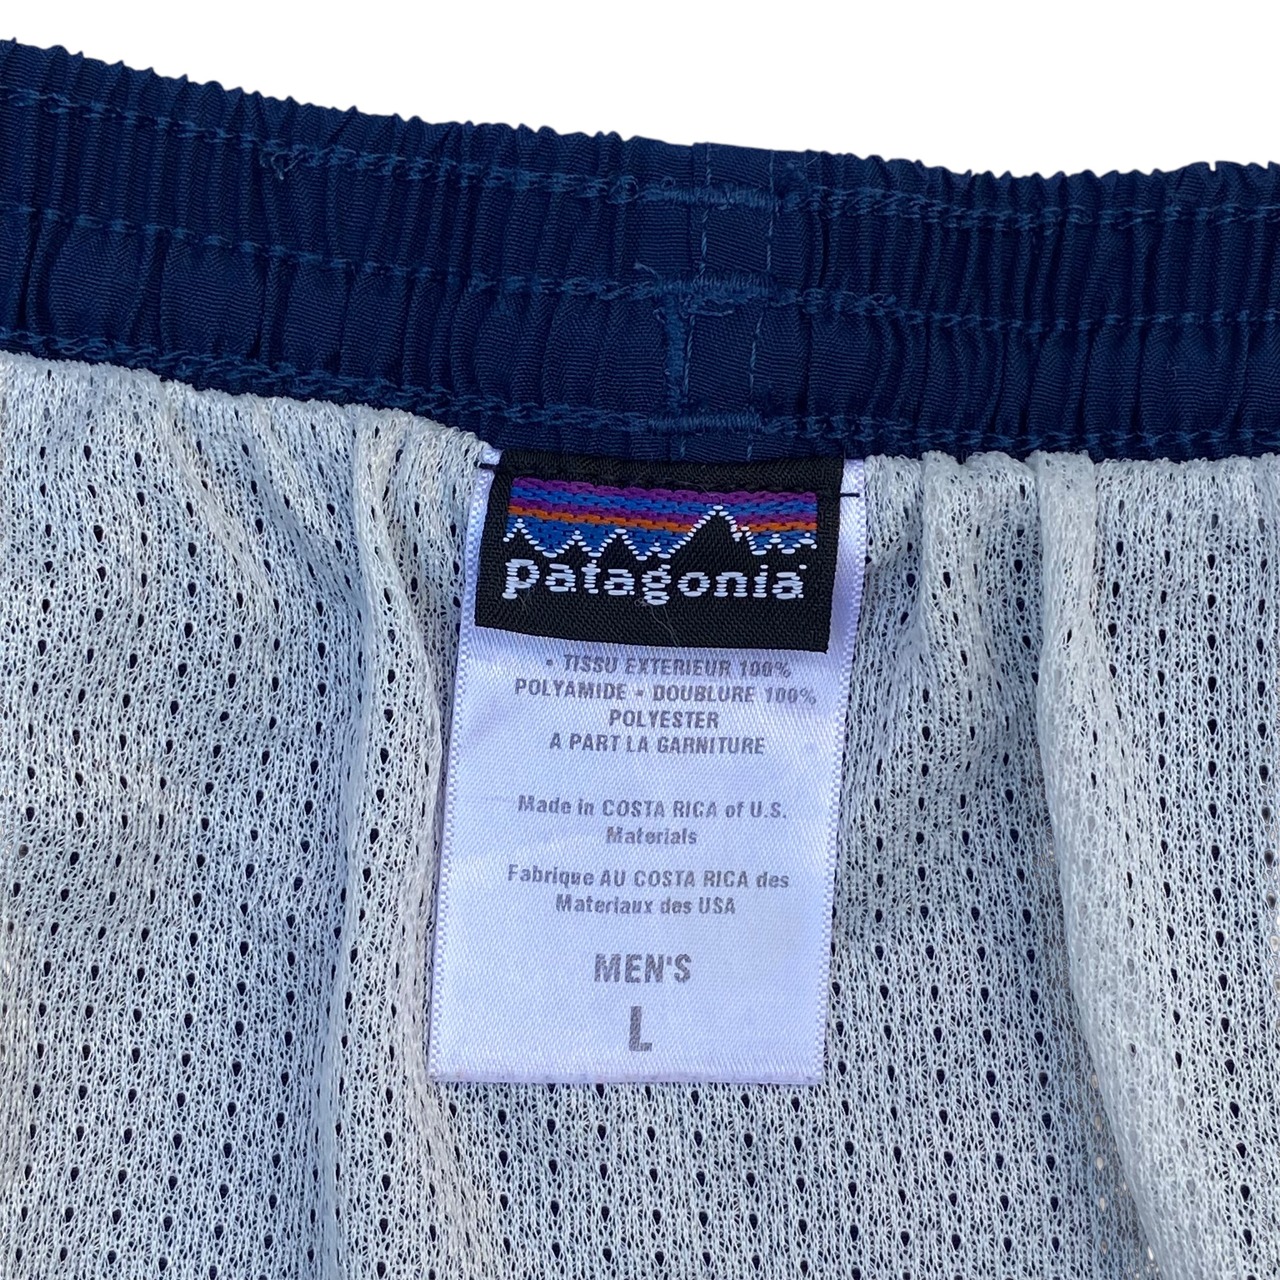 patagonia
• TISSU EXTERIEUR 100%
POLYAMIDE • DOUBLURE 100%
POLYESTER
A PART LA GARNITURE
Made in COSTA RICA of U.S.
Materials
Fabrique AU COSTA RICA des
Materiaux des USA
MEN'S
L